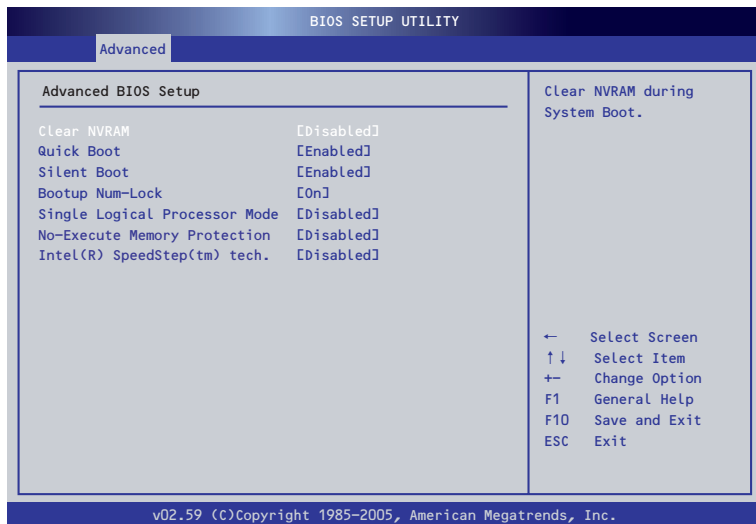 BIOS SETUP UTILITY
Advanced
Advanced BIOS Setup
Clear NVRAM [Disabled]
Quick Boot [Enabled]
Silent Boot [Enabled]
Bootup Num-Lock [On]
Single Logical Processor Mode [Disabled]
No-Execute Memory Protection [Disabled]
Intel(R) SpeedStep(tm) tech. [Disabled]
Clear NVRAM during
System Boot.
← Select Screen
↑↓ Select Item
+- Change Option
F1 General Help
F10 Save and Exit
ESC Exit
v02.59 (C)Copyright 1985-2005, American Megatrends, Inc.